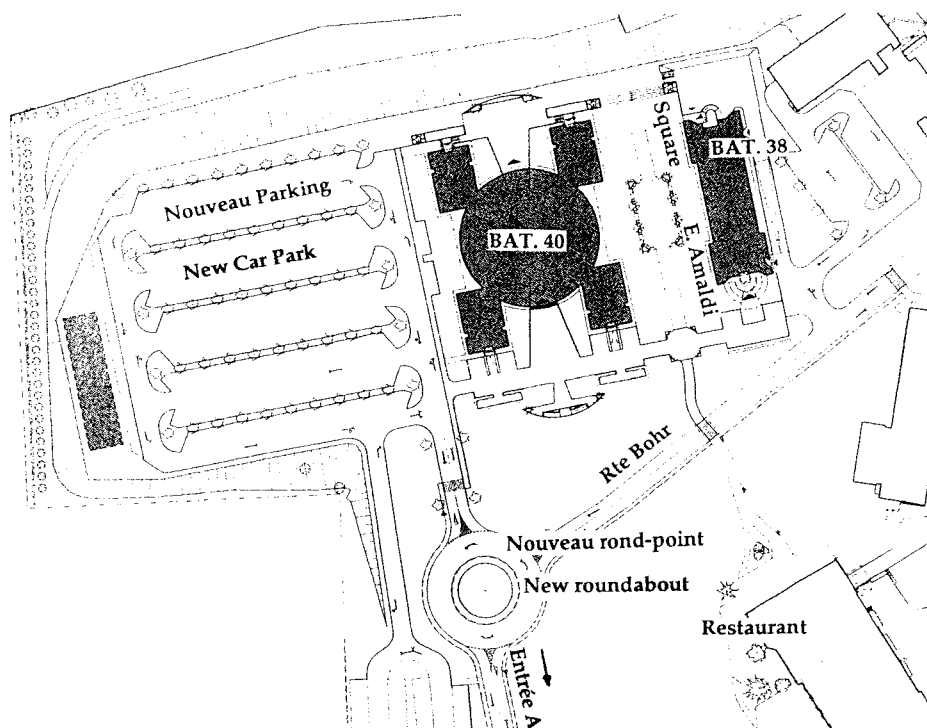 Square
E. Amaldi
BAT. 38
Nouveau Parking
New Car Park
BAT. 40
Rte Bohr
Nouveau rond-point
New roundabout
Restaurant
Entrée A